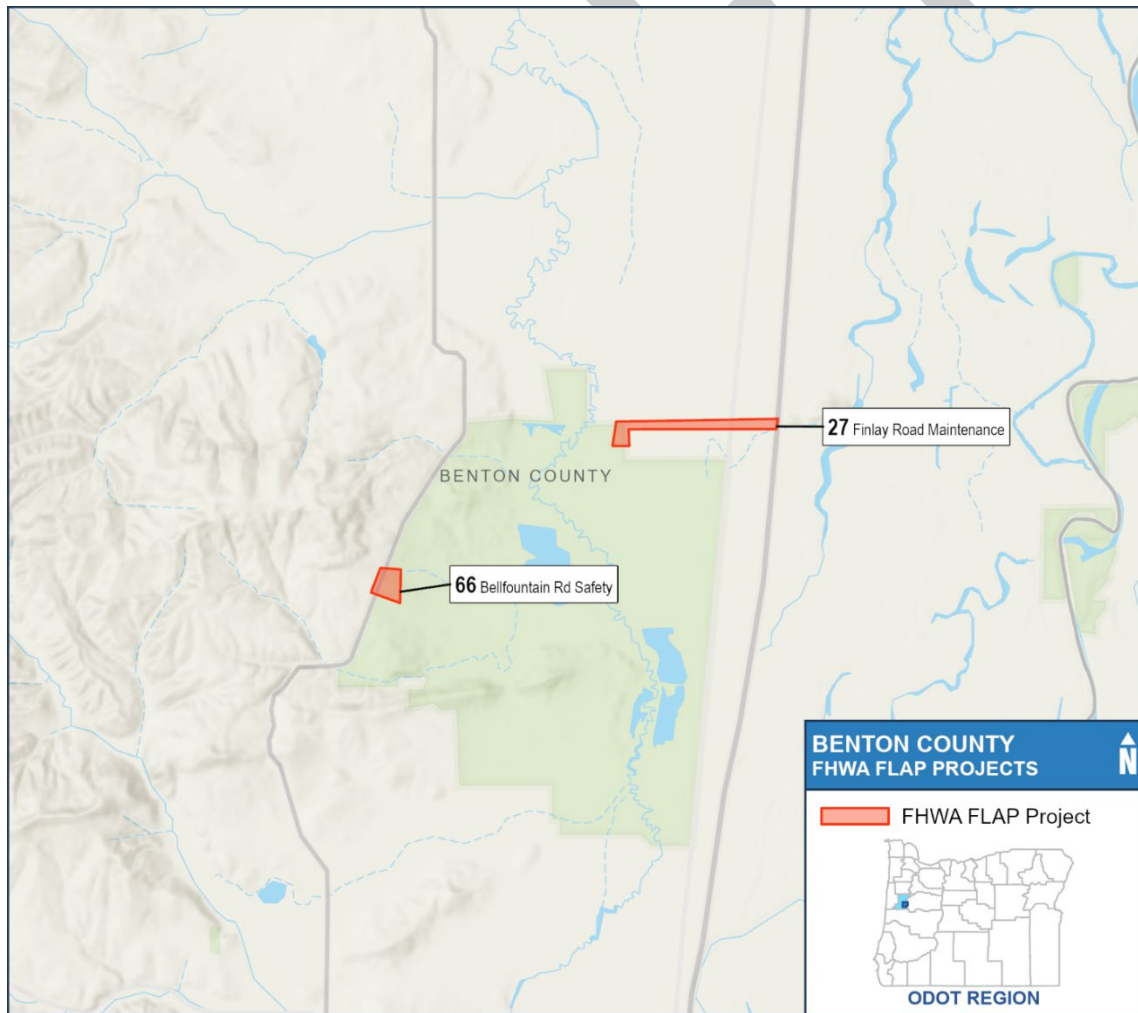 27 Finlay Road Maintenance
BENTON COUNTY
66 Bellfountain Rd Safety
BENTON COUNTY
FHWA FLAP PROJECTS
N
FHWA FLAP Project
ODOT REGION